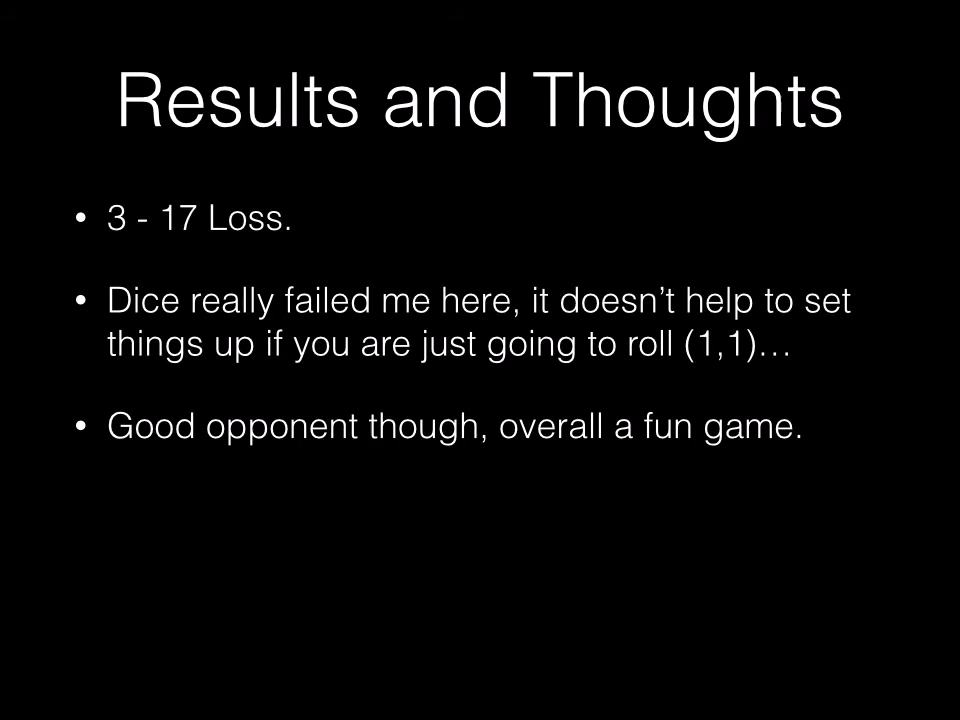 Results and Thoughts
• 3 - 17 Loss.
• Dice really failed me here, it doesn’t help to set
things up if you are just going to roll (1,1)…
• Good opponent though, overall a fun game.